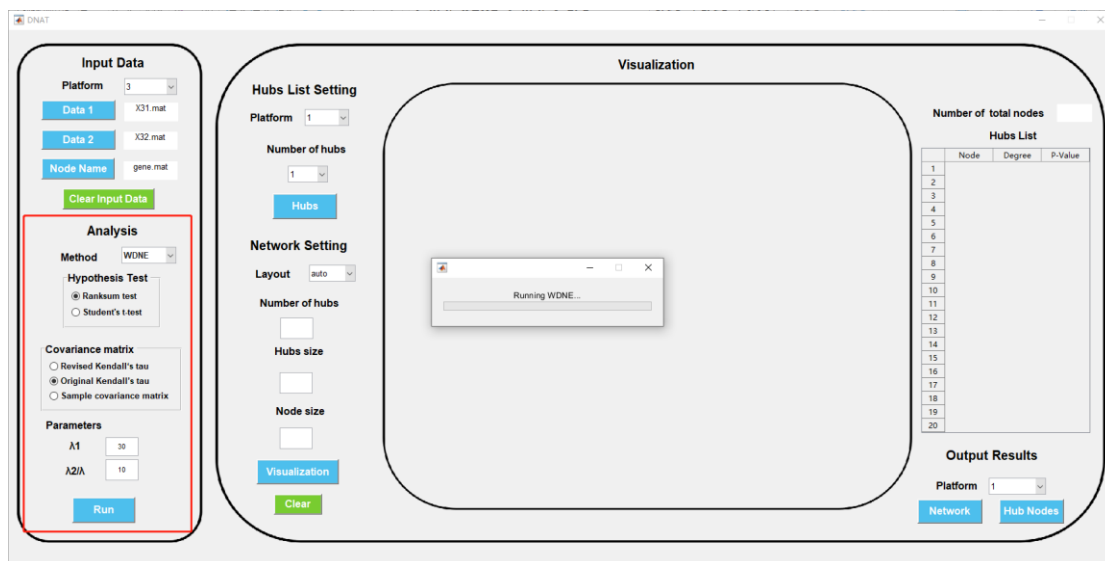 DNAT
Input Data
Platform 3
Data 1 X31.mat
Data 2 X32.mat
Node Name gene.mat
Clear Input Data
Analysis
Method WDNE
Hypothesis Test
Ranksum test
Student's t-test
Covariance matrix
Revised Kendall's tau
Original Kendall's tau
Sample covariance matrix
Parameters
λ1 30
λ2/λ 10
Run
Visualization
Hubs List Setting
Platform 1
Number of hubs
1
Hubs
Network Setting
Layout auto
Number of hubs
Hubs size
Node size
Visualization
Clear
Running WDNE...
Number of total nodes
Hubs List
Node Degree P-Value
1
2
3
4
5
6
7
8
9
10
11
12
13
14
15
16
17
18
19
20
Output Results
Platform 1
Network Hub Nodes